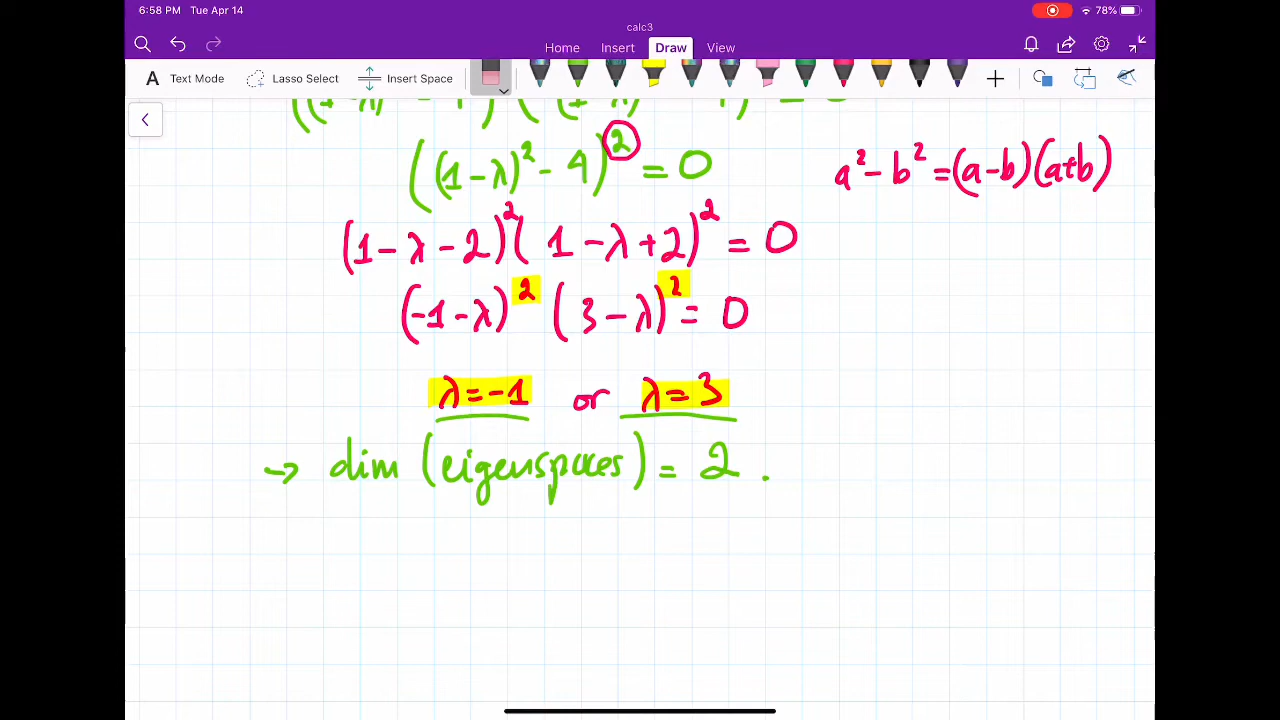 6:58 PM Tue Apr 14
78%
calc3
Home Insert Draw View
A Text Mode Lasso Select Insert Space
((1-λ)² - 4)² = 0
a² - b² = (a-b)(a+b)
(1-λ-2)²(1-λ+2)² = 0
(-1-λ)² (3-λ)² = 0
λ=-1 or λ=3
→ dim (eigenspaces) = 2.